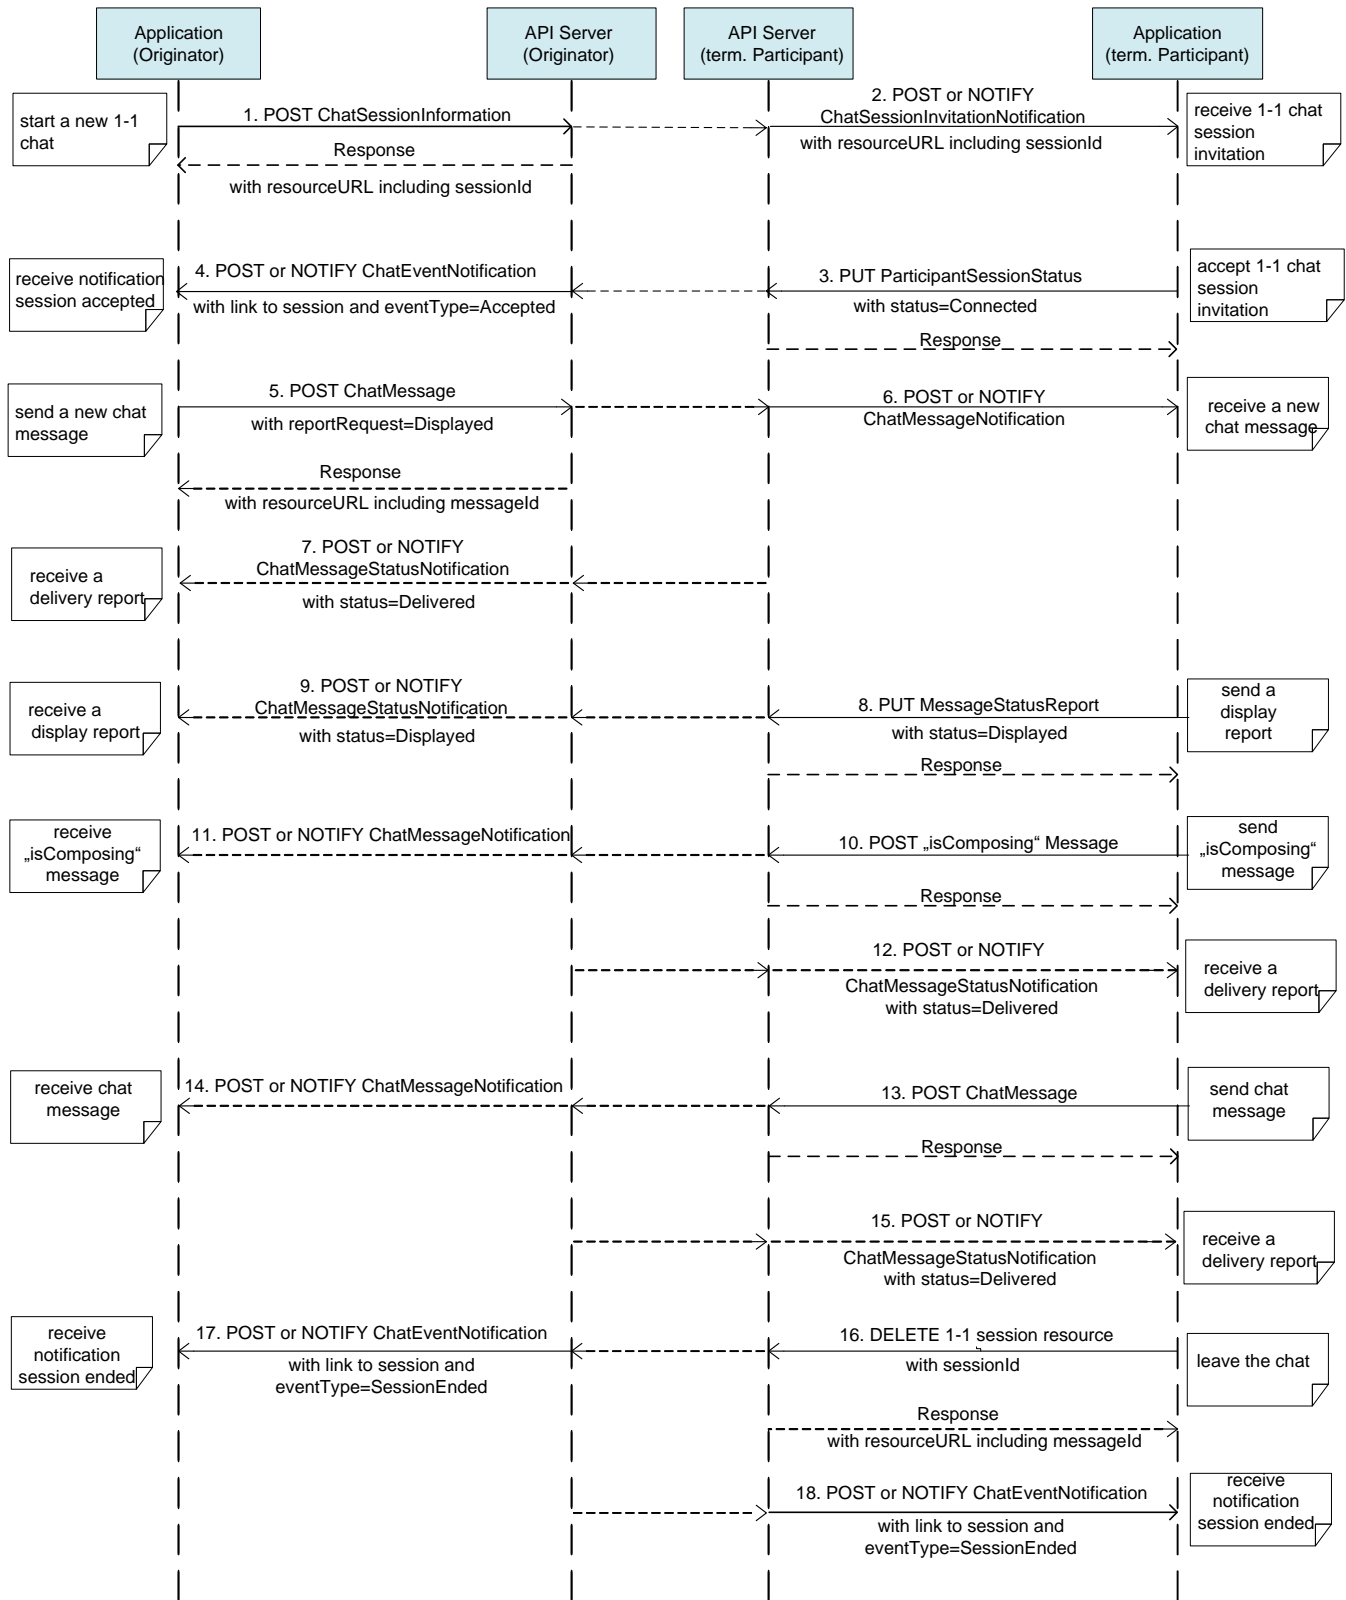 Application
(Originator)
API Server
(Originator)
API Server
(term. Participant)
Application
(term. Participant)
start a new 1-1
chat
1. POST ChatSessionInformation
Response
with resourceURL including sessionId
2. POST or NOTIFY
ChatSessionInvitationNotification
with resourceURL including sessionId
receive 1-1 chat
session
invitation
receive notification
session accepted
4. POST or NOTIFY ChatEventNotification
with link to session and eventType=Accepted
3. PUT ParticipantSessionStatus
with status=Connected
Response
accept 1-1 chat
session
invitation
send a new chat
message
5. POST ChatMessage
with reportRequest=Displayed
Response
with resourceURL including messageId
6. POST or NOTIFY
ChatMessageNotification
receive a new
chat message
receive a
delivery report
7. POST or NOTIFY
ChatMessageStatusNotification
with status=Delivered
receive a
display report
9. POST or NOTIFY
ChatMessageStatusNotification
with status=Displayed
8. PUT MessageStatusReport
with status=Displayed
Response
send a
display
report
receive
„isComposing“
message
11. POST or NOTIFY ChatMessageNotification
10. POST „isComposing“ Message
Response
send
„isComposing“
message
12. POST or NOTIFY
ChatMessageStatusNotification
with status=Delivered
receive a
delivery report
receive chat
message
14. POST or NOTIFY ChatMessageNotification
13. POST ChatMessage
Response
send chat
message
15. POST or NOTIFY
ChatMessageStatusNotification
with status=Delivered
receive a
delivery report
receive
notification
session ended
17. POST or NOTIFY ChatEventNotification
with link to session and
eventType=SessionEnded
16. DELETE 1-1 session resource
with sessionId
leave the chat
Response
with resourceURL including messageId
18. POST or NOTIFY ChatEventNotification
with link to session and
eventType=SessionEnded
receive
notification
session ended